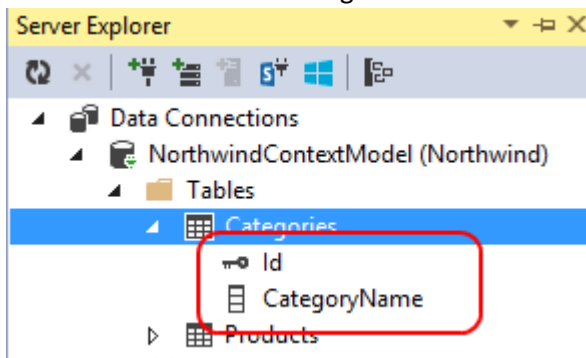 Server Explorer
Data Connections
NorthwindContextModel (Northwind)
Tables
Categories
Id
CategoryName
Products